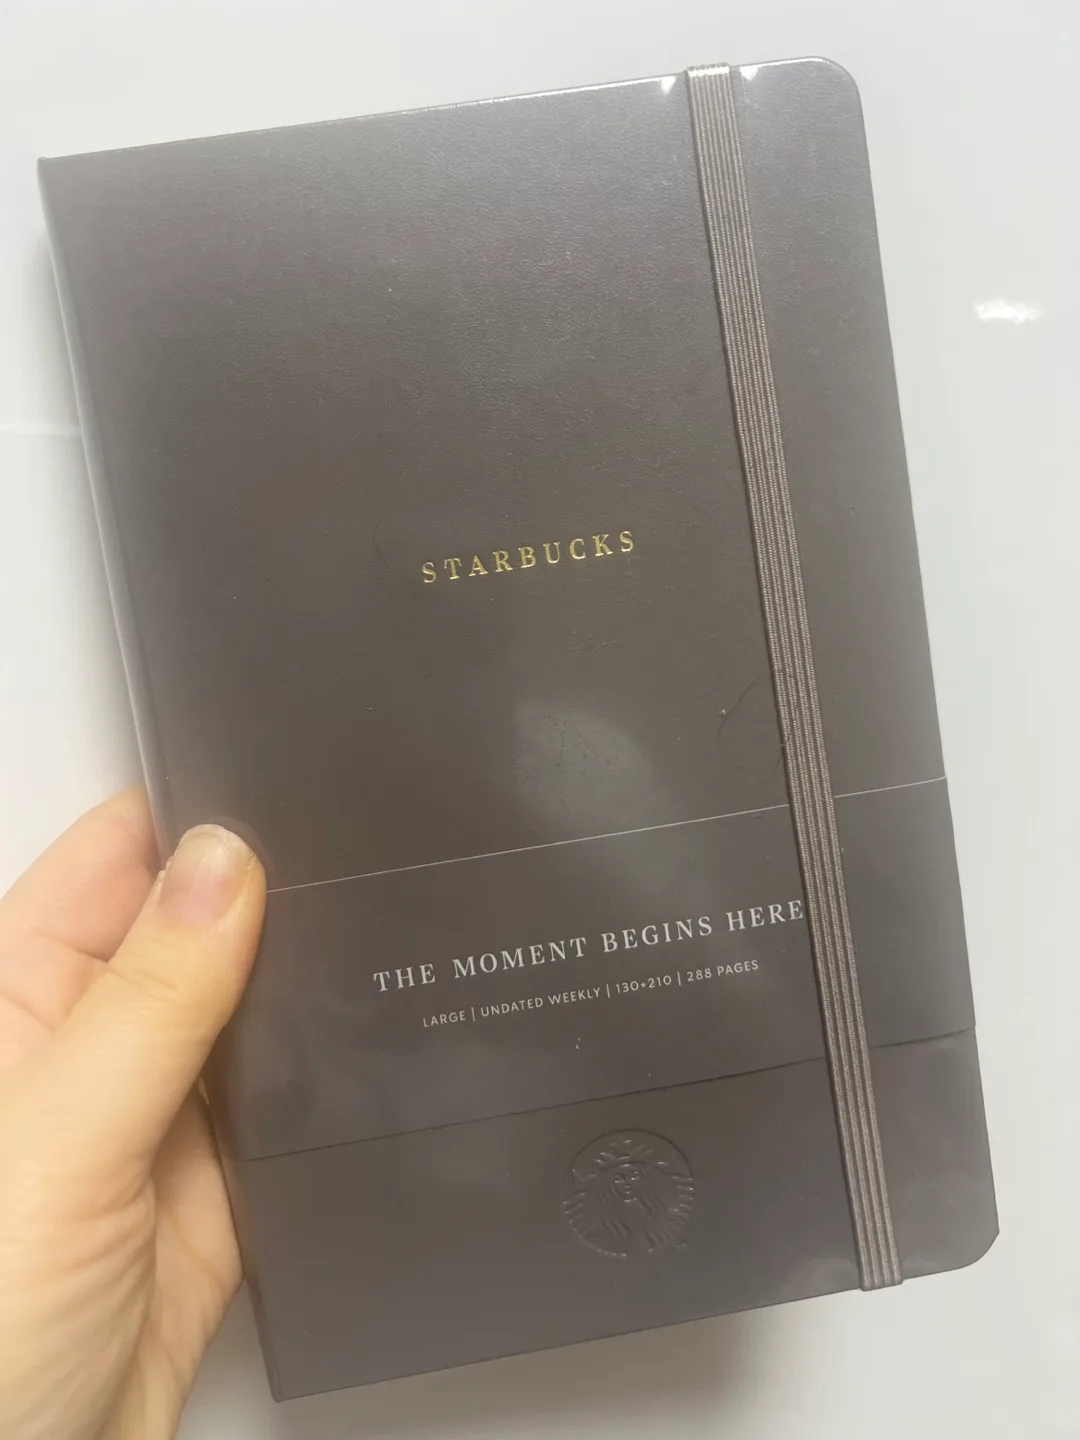 STARBUCKS
THE MOMENT BEGINS HERE
LARGE | UNDATED WEEKLY | 130*210 | 288 PAGES